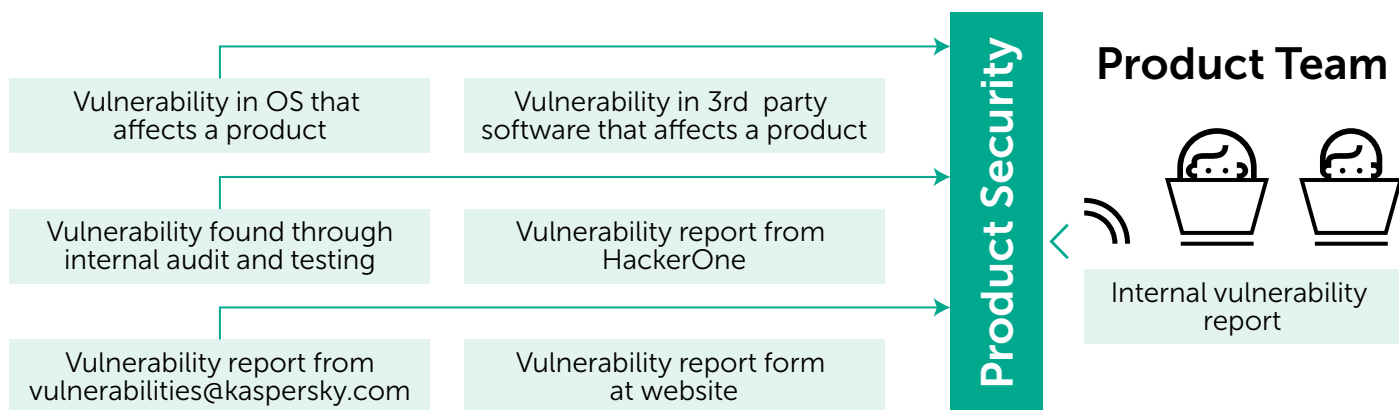 Vulnerability in OS that
affects a product
Vulnerability in 3rd party
software that affects a product
Vulnerability found through
internal audit and testing
Vulnerability report from
HackerOne
Vulnerability report from
vulnerabilities@kaspersky.com
Vulnerability report form
at website
Product Security
Product Team
Internal vulnerability
report